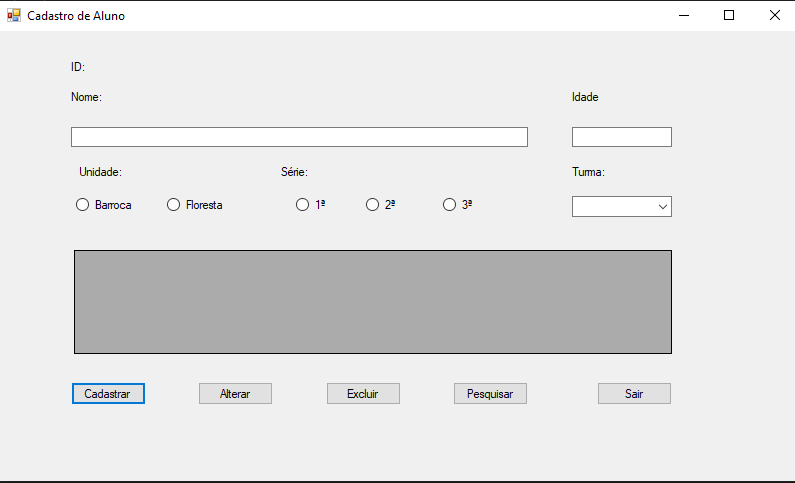 Cadastro de Aluno
ID:
Nome: Idade
Unidade: Série: Turma:
Barroca Floresta 1ª 2ª 3ª
Cadastrar Alterar Excluir Pesquisar Sair